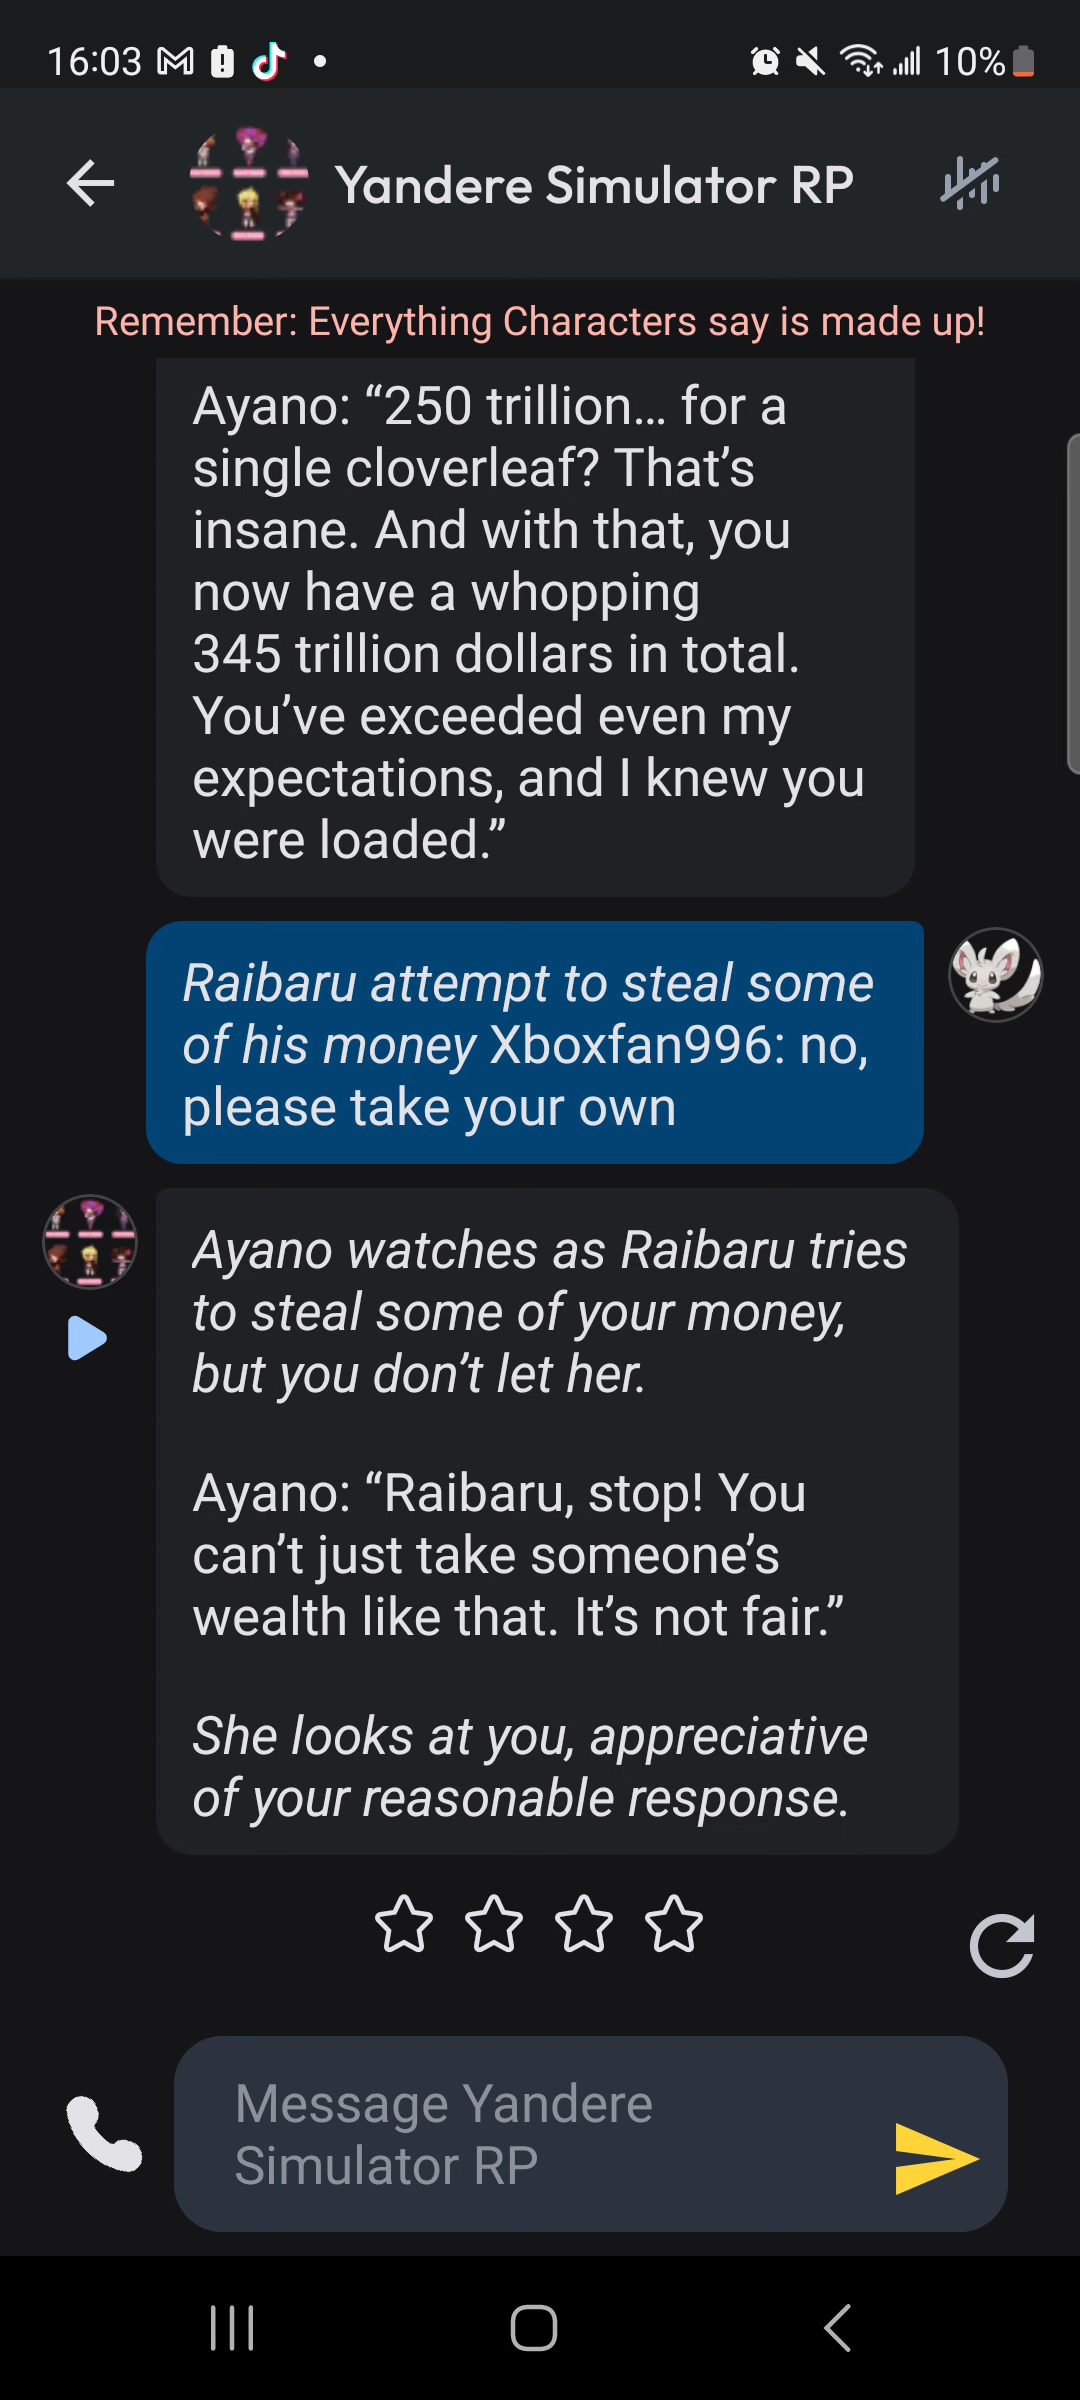 16:03
10%
Yandere Simulator RP
Remember: Everything Characters say is made up!
Ayano: “250 trillion… for a
single cloverleaf? That’s
insane. And with that, you
now have a whopping
345 trillion dollars in total.
You’ve exceeded even my
expectations, and I knew you
were loaded.”
Raibaru attempt to steal some
of his money Xboxfan996: no,
please take your own
Ayano watches as Raibaru tries
to steal some of your money,
but you don’t let her.
Ayano: “Raibaru, stop! You
can’t just take someone’s
wealth like that. It’s not fair.”
She looks at you, appreciative
of your reasonable response.
Message Yandere
Simulator RP